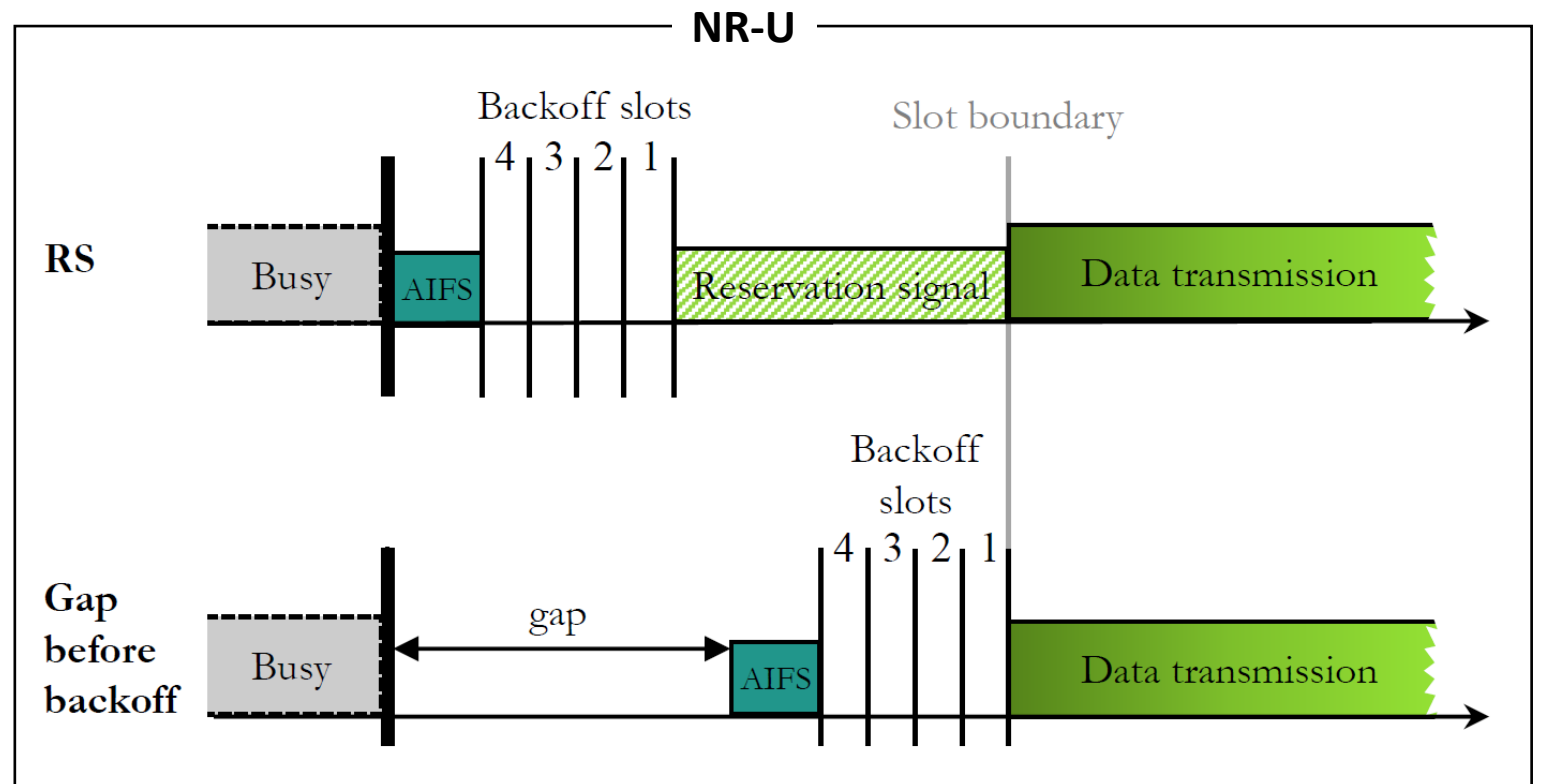 NR-U
Backoff slots
Slot boundary
4 3 2 1
RS
Busy
AIFS
Reservation signal
Data transmission
Backoff
slots
4 3 2 1
Gap
before
backoff
gap
Busy
AIFS
Data transmission